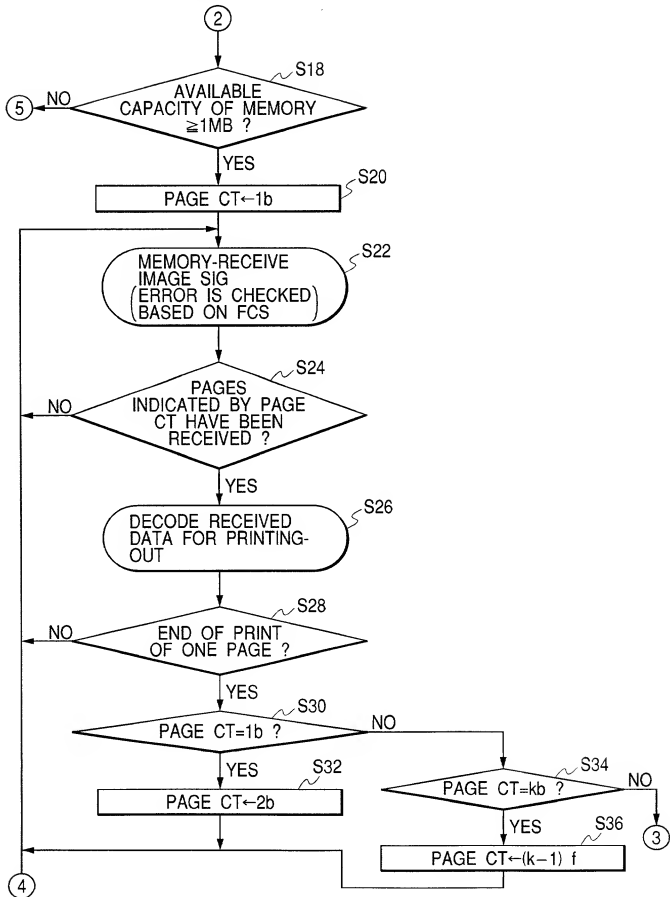 2
S18
AVAILABLE
CAPACITY OF MEMORY
≧1MB ?
NO
5
YES
S20
PAGE CT←1b
S22
MEMORY-RECEIVE
IMAGE SIG
(ERROR IS CHECKED
BASED ON FCS)
S24
PAGES
INDICATED BY PAGE
CT HAVE BEEN
RECEIVED ?
NO
YES
S26
DECODE RECEIVED
DATA FOR PRINTING-
OUT
S28
END OF PRINT
OF ONE PAGE ?
NO
YES
S30
PAGE CT=1b ?
NO
YES
S32
PAGE CT←2b
S34
PAGE CT=kb ?
NO
3
YES
S36
PAGE CT←(k-1) f
4